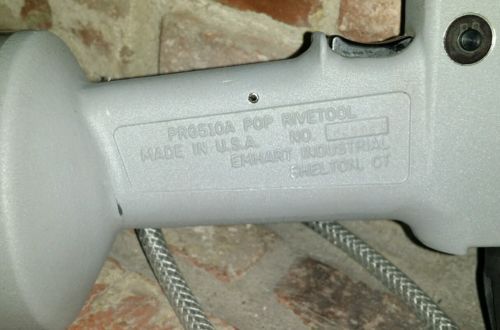 PRG510A POP RIVETOOL
MADE IN U.S.A. NO.
EMHART INDUSTRIAL
SHELTON, CT